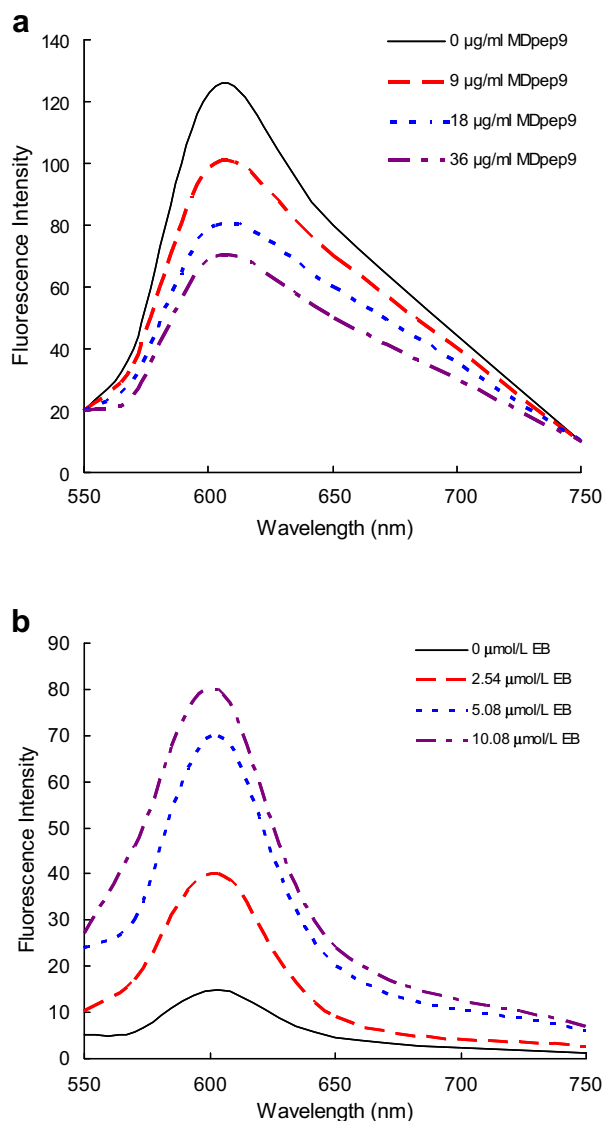 a
140
120
100
80
60
40
20
0
550
600
650
700
750
Fluorescence Intensity
Wavelength (nm)
0 µg/ml MDpep9
9 µg/ml MDpep9
18 µg/ml MDpep9
36 µg/ml MDpep9
b
90
80
70
60
50
40
30
20
10
0
550
600
650
700
750
Fluorescence Intensity
Wavelength (nm)
0 µmol/L EB
2.54 µmol/L EB
5.08 µmol/L EB
10.08 µmol/L EB